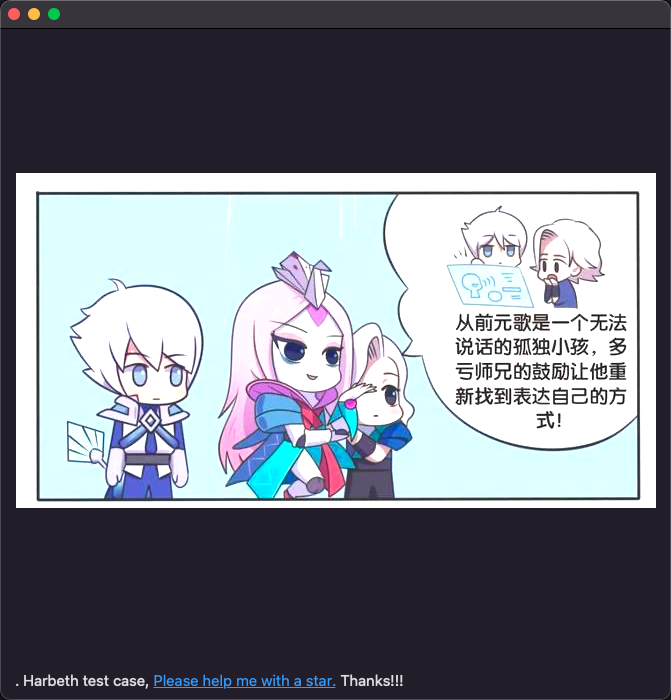 从前元歌是一个无法
说话的孤独小孩，多
亏师兄的鼓励让他重
新找到表达自己的方
式！
. Harbeth test case, Please help me with a star. Thanks!!!